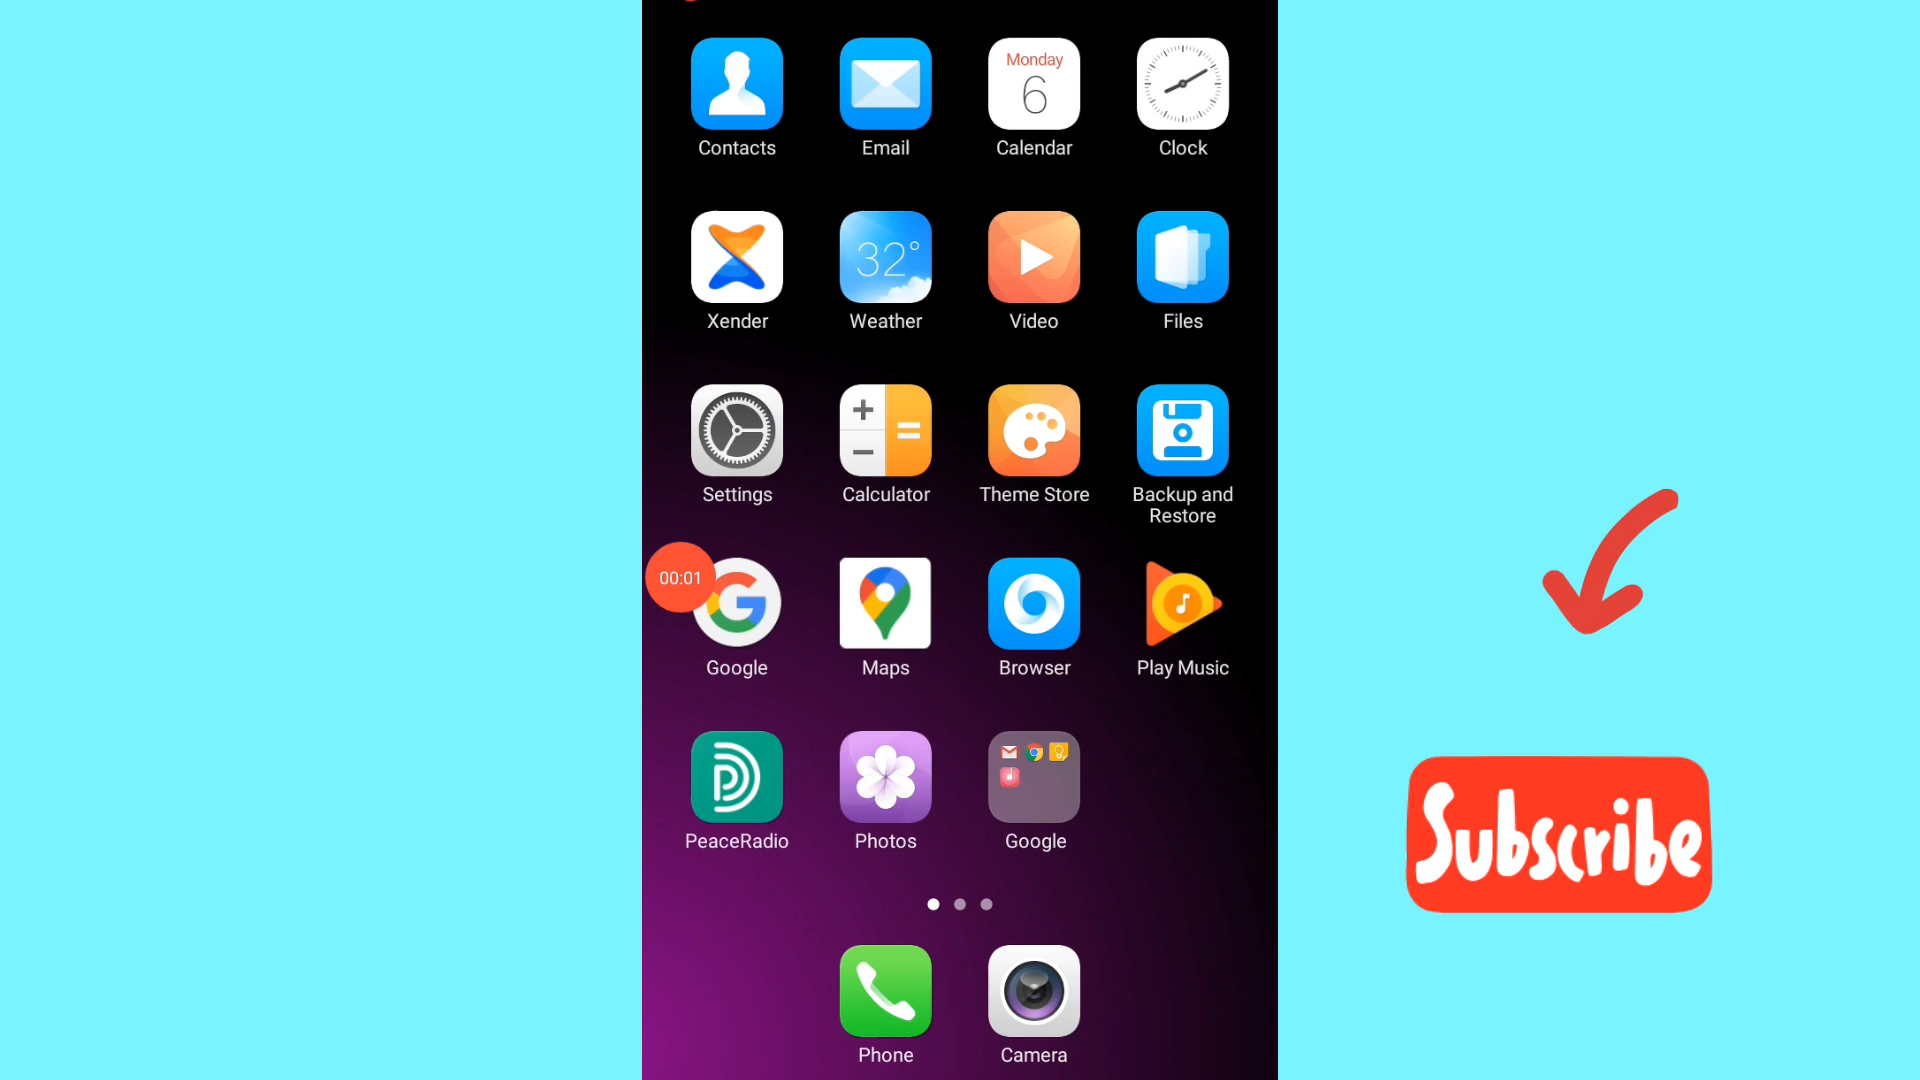 Monday
6
Contacts
Email
Calendar
Clock
32°
Xender
Weather
Video
Files
Settings
Calculator
Theme Store
Backup and
Restore
00:01
Google
Maps
Browser
Play Music
PeaceRadio
Photos
Google
Subscribe
Phone
Camera